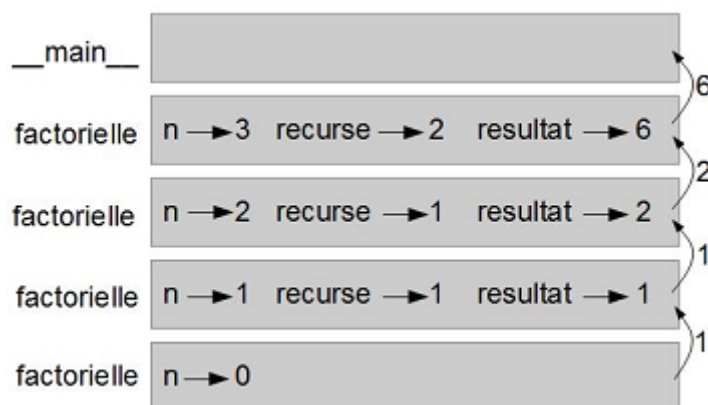 __main__
6
factorielle n 3 recurse 2 resultat 6
2
factorielle n 2 recurse 1 resultat 2
1
factorielle n 1 recurse 1 resultat 1
1
factorielle n 0